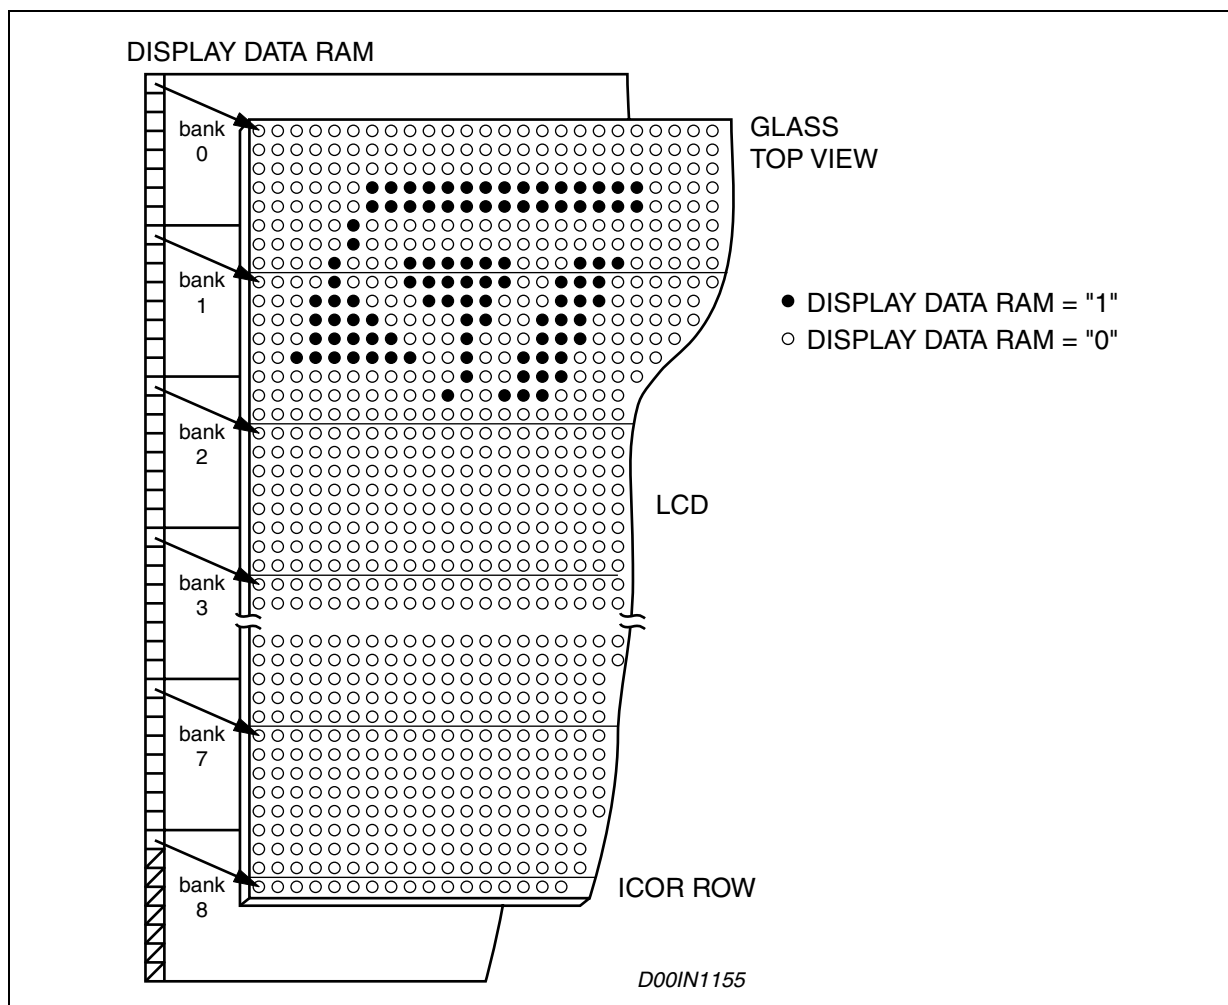 DISPLAY DATA RAM
bank
0
GLASS
TOP VIEW
bank
1
● DISPLAY DATA RAM = "1"
○ DISPLAY DATA RAM = "0"
bank
2
LCD
bank
3
bank
7
bank
8
ICOR ROW
D00IN1155